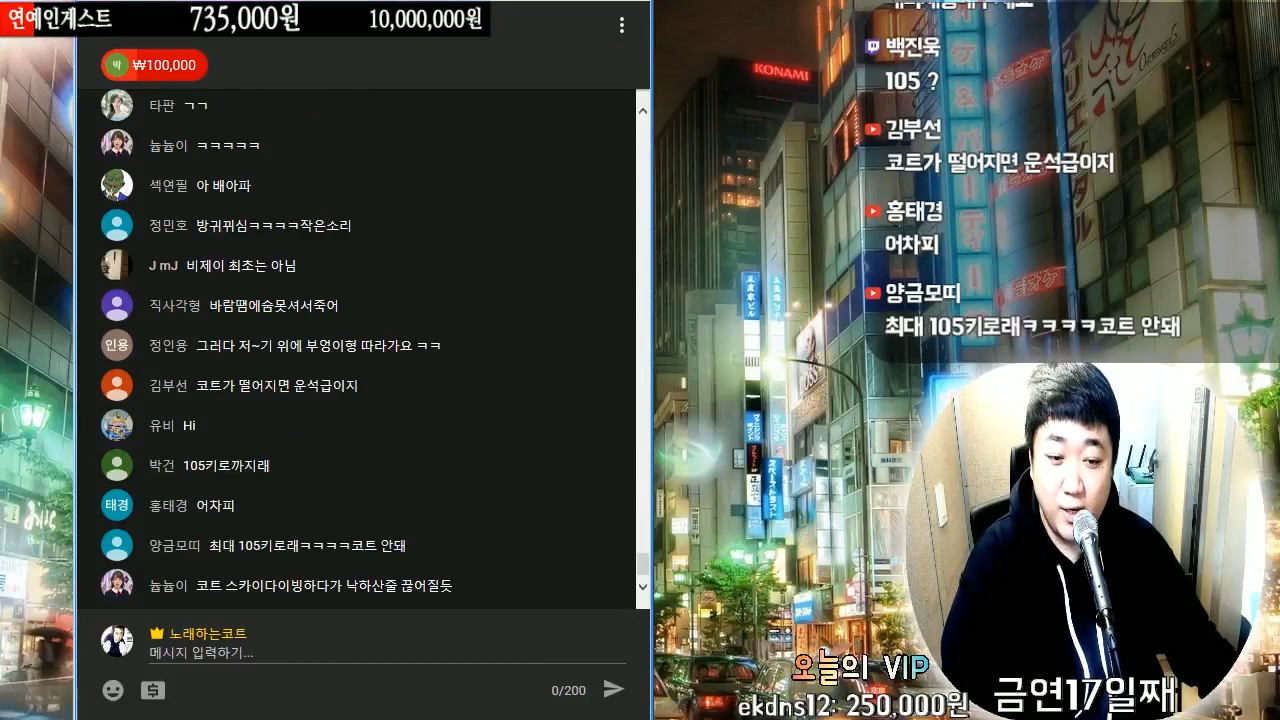 연예인게스트 735,000원 10,000,000원
박 ₩100,000
타판 ㄱㄱ
늡늡이 ㅋㅋㅋㅋㅋ
섹연필 아 배아파
정민호 방귀뀌심ㅋㅋㅋㅋ작은소리
J mJ 비제이 최초는 아님
직사각형 바람땜에숨못셔서죽어
인용 정인용 그러다 저~기 위에 부엉이형 따라가요 ㅋㅋ
김부선 코트가 떨어지면 운석급이지
유비 Hi
박건 105키로까지래
태경 홍태경 어차피
양금모띠 최대 105키로래ㅋㅋㅋㅋ코트 안돼
늡늡이 코트 스카이다이빙하다가 낙하산줄 끊어질듯
노래하는코트
메시지 입력하기...
0/200
백진욱
105 ?
김부선
코트가 떨어지면 운석급이지
홍태경
어차피
양금모띠
최대 105키로래ㅋㅋㅋㅋ코트 안돼
KONAMI
오늘의 VIP
ekdns12: 250,000원
금연17일째